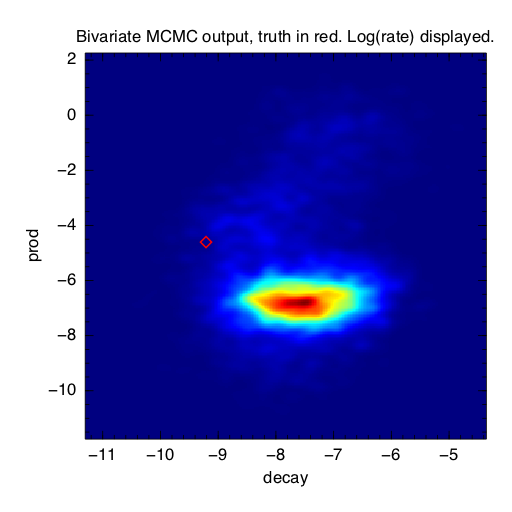 Bivariate MCMC output, truth in red. Log(rate) displayed.
2
0
−2
−4
−6
−8
−10
prod
−11 −10 −9 −8 −7 −6 −5
decay